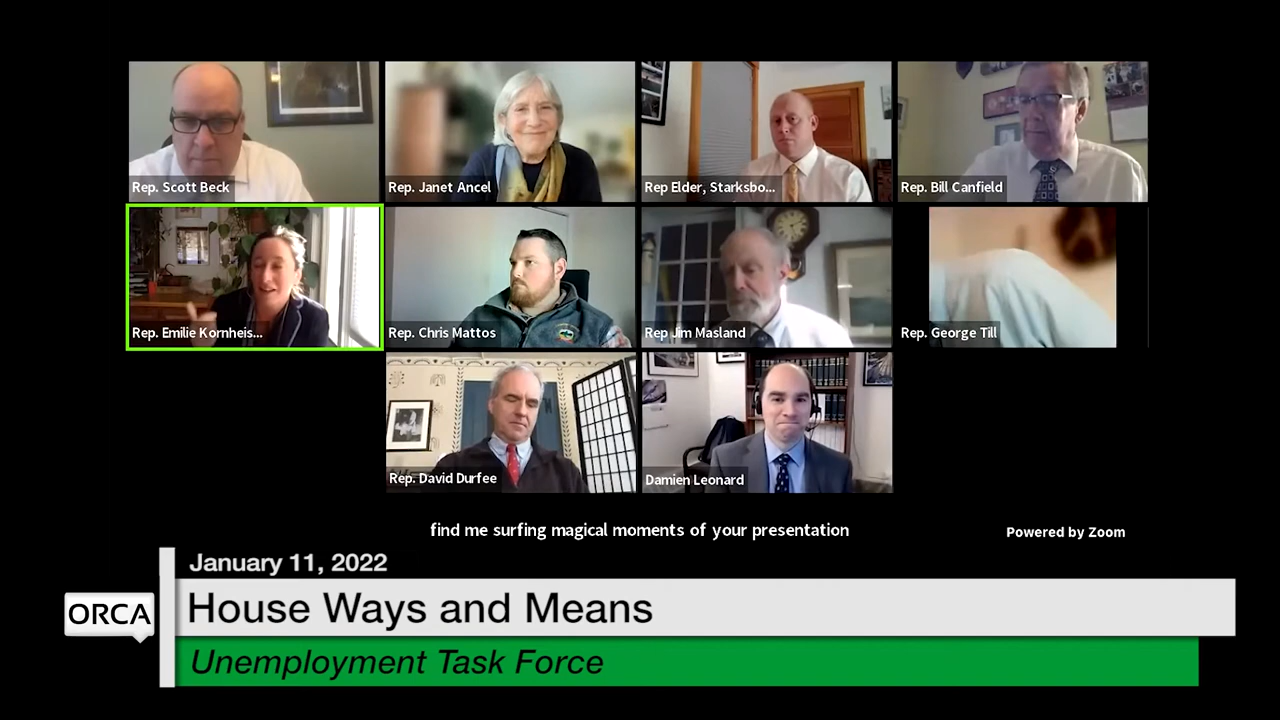 Rep. Scott Beck
Rep. Janet Ancel
Rep Elder, Starksbo...
Rep. Bill Canfield
Rep. Emilie Kornheis...
Rep. Chris Mattos
Rep Jim Masland
Rep. George Till
Rep. David Durfee
Damien Leonard
find me surfing magical moments of your presentation
Powered by Zoom
January 11, 2022
ORCA
House Ways and Means
Unemployment Task Force